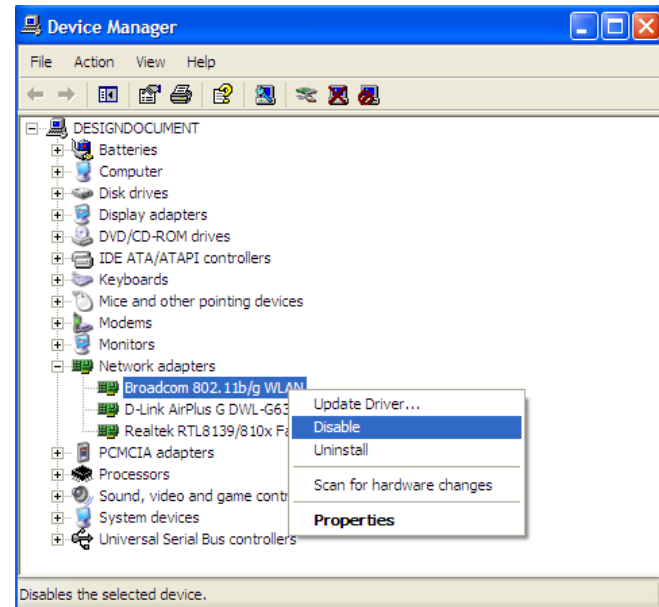 Device Manager
File Action View Help
DESIGNDOCUMENT
Batteries
Computer
Disk drives
Display adapters
DVD/CD-ROM drives
IDE ATA/ATAPI controllers
Keyboards
Mice and other pointing devices
Modems
Monitors
Network adapters
Broadcom 802.11b/g WLAN
D-Link AirPlus G DWL-G63
Realtek RTL8139/810x Fa
PCMCIA adapters
Processors
Sound, video and game contr
System devices
Universal Serial Bus controllers
Update Driver...
Disable
Uninstall
Scan for hardware changes
Properties
Disables the selected device.